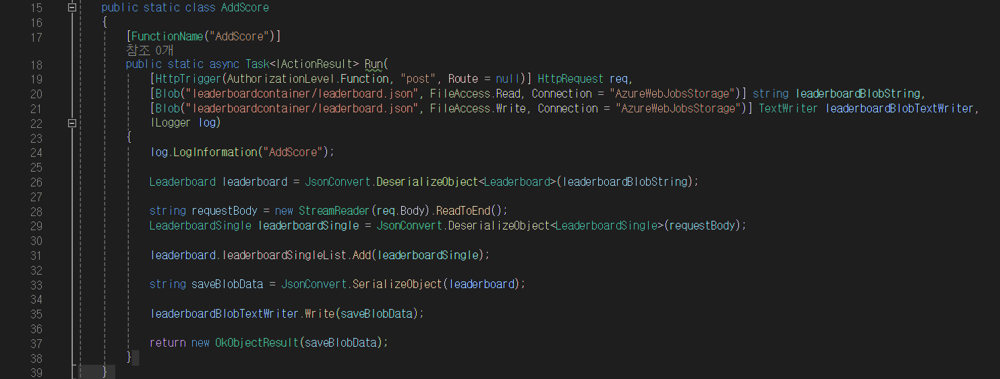 15 public static class AddScore
16 {
17 [FunctionName("AddScore")]
참조 0개
18 public static async Task<IActionResult> Run(
19 [HttpTrigger(AuthorizationLevel.Function, "post", Route = null)] HttpRequest req,
20 [Blob("leaderboardcontainer/leaderboard.json", FileAccess.Read, Connection = "AzureWebJobsStorage")] string leaderboardBlobString,
21 [Blob("leaderboardcontainer/leaderboard.json", FileAccess.Write, Connection = "AzureWebJobsStorage")] TextWriter leaderboardBlobTextWriter,
22 ILogger log)
23 {
24 log.LogInformation("AddScore");
25
26 Leaderboard leaderboard = JsonConvert.DeserializeObject<Leaderboard>(leaderboardBlobString);
27
28 string requestBody = new StreamReader(req.Body).ReadToEnd();
29 LeaderboardSingle leaderboardSingle = JsonConvert.DeserializeObject<LeaderboardSingle>(requestBody);
30
31 leaderboard.leaderboardSingleList.Add(leaderboardSingle);
32
33 string saveBlobData = JsonConvert.SerializeObject(leaderboard);
34
35 leaderboardBlobTextWriter.Write(saveBlobData);
36
37 return new OkObjectResult(saveBlobData);
38 }
39 }